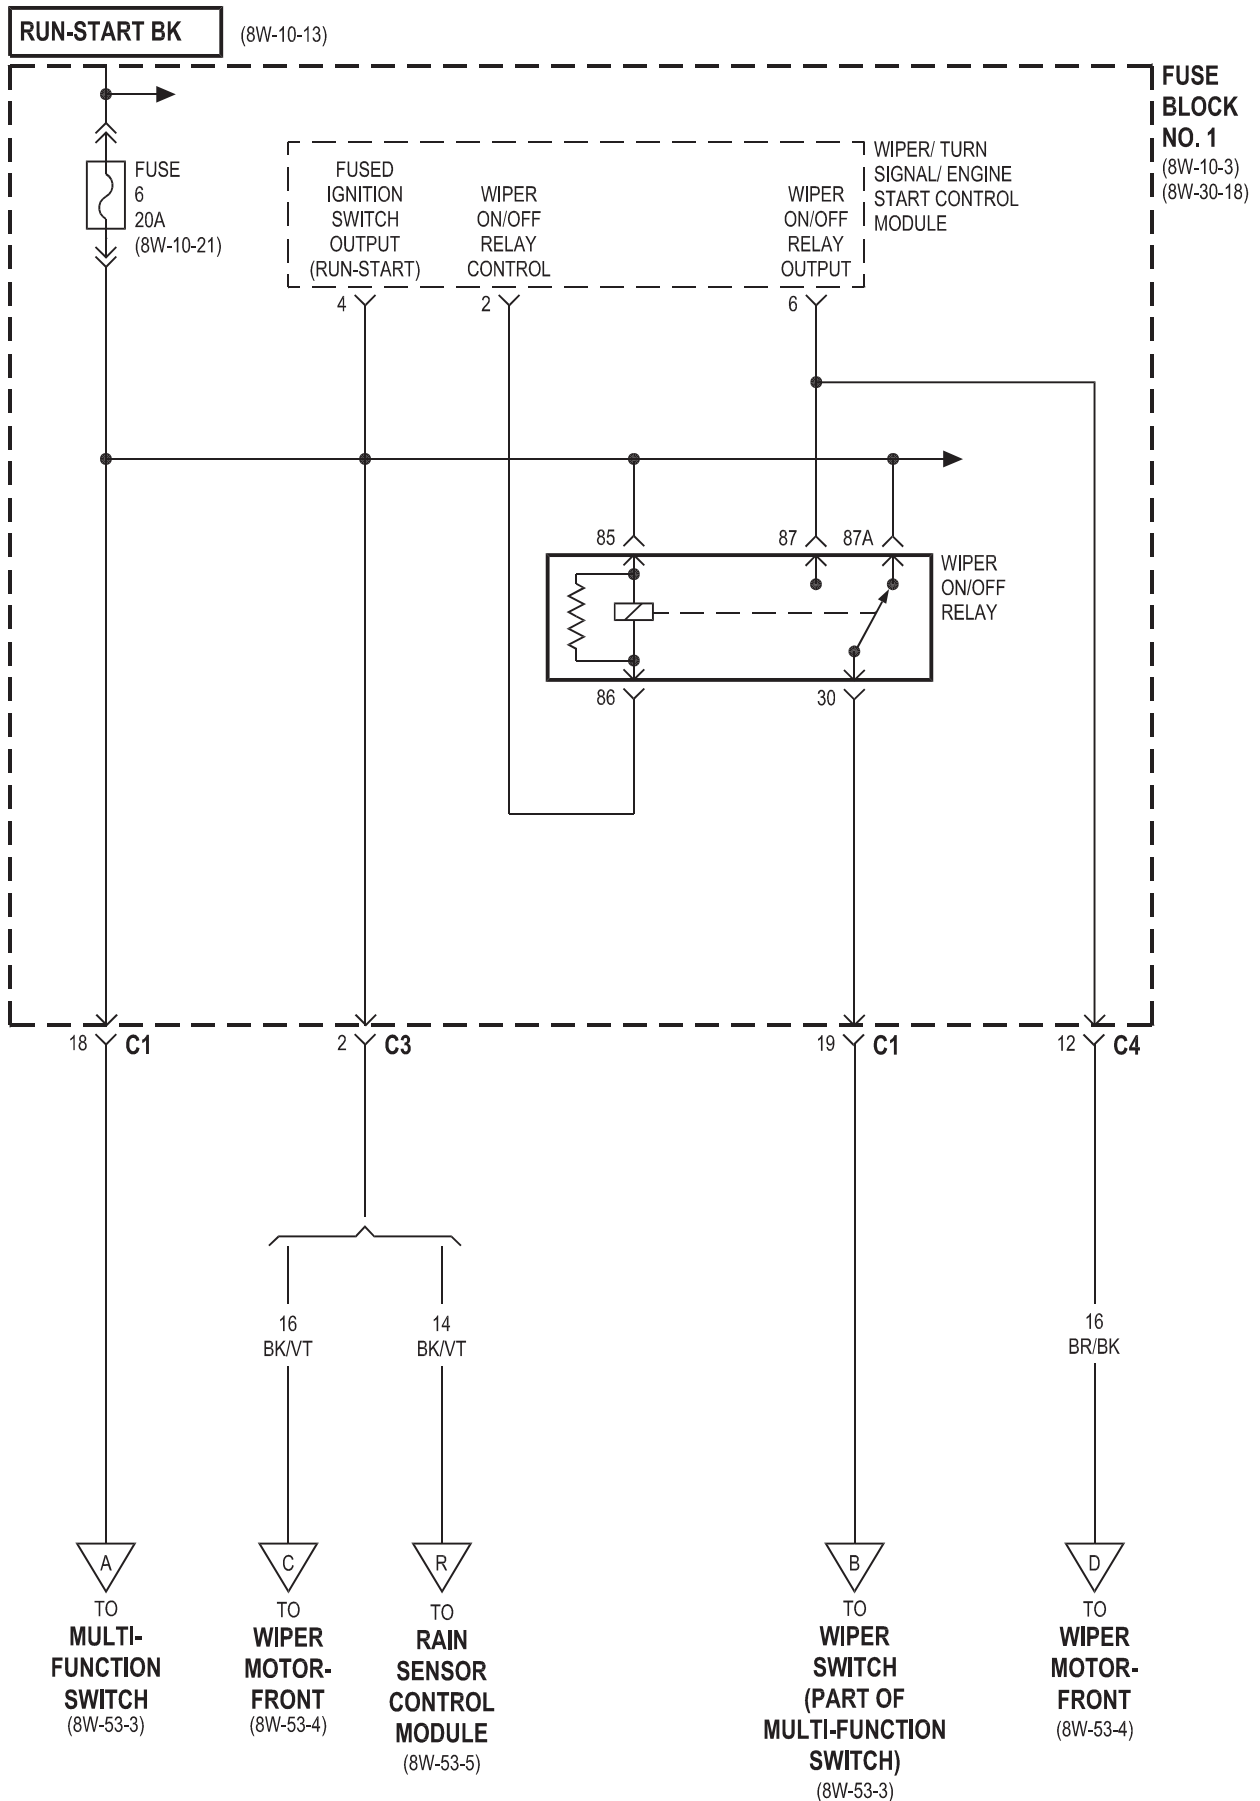 RUN-START BK
(8W-10-13)
FUSE
BLOCK
NO. 1
(8W-10-3)
(8W-30-18)
FUSE
6
20A
(8W-10-21)
FUSED
IGNITION
SWITCH
OUTPUT
(RUN-START)
WIPER
ON/OFF
RELAY
CONTROL
WIPER
ON/OFF
RELAY
OUTPUT
WIPER/ TURN
SIGNAL/ ENGINE
START CONTROL
MODULE
4
2
6
85
87
87A
WIPER
ON/OFF
RELAY
86
30
18
C1
2
C3
19
C1
12
C4
16
BK/VT
14
BK/VT
16
BR/BK
A
TO
MULTI-
FUNCTION
SWITCH
(8W-53-3)
C
TO
WIPER
MOTOR-
FRONT
(8W-53-4)
R
TO
RAIN
SENSOR
CONTROL
MODULE
(8W-53-5)
B
TO
WIPER
SWITCH
(PART OF
MULTI-FUNCTION
SWITCH)
(8W-53-3)
D
TO
WIPER
MOTOR-
FRONT
(8W-53-4)